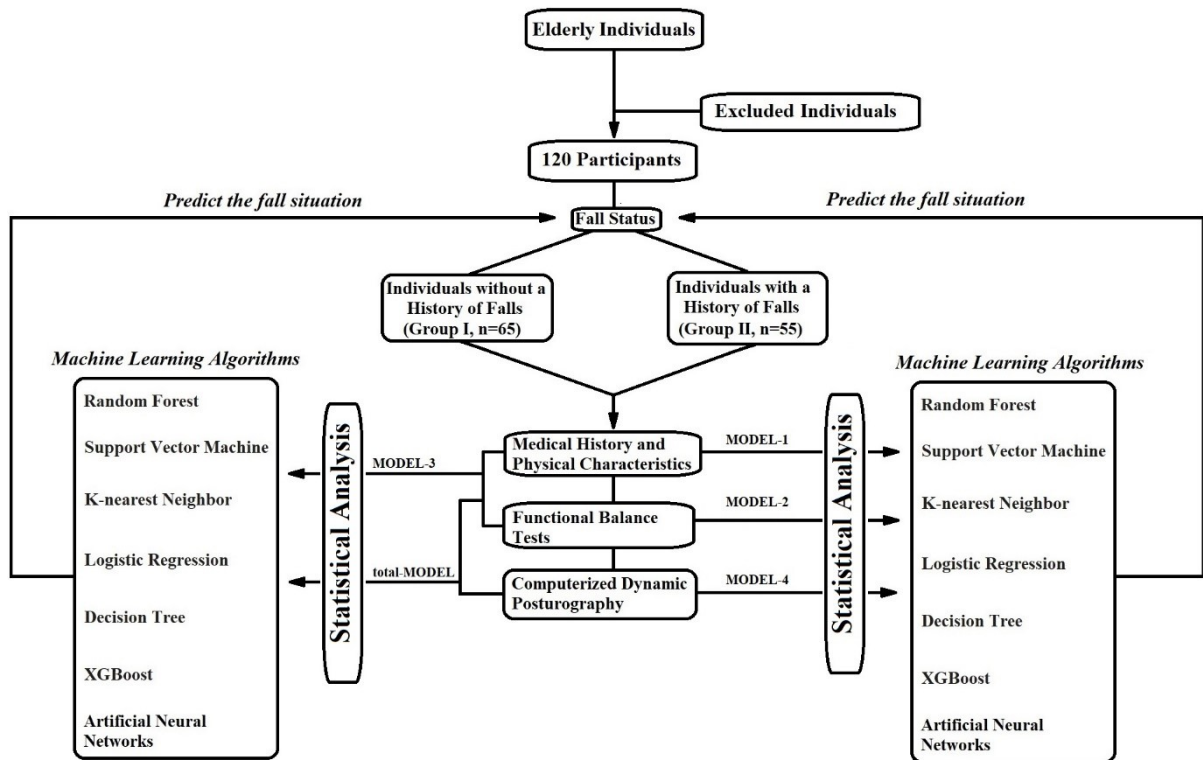 Elderly Individuals
Excluded Individuals
120 Participants
Predict the fall situation
Predict the fall situation
Fall Status
Individuals without a
History of Falls
(Group I, n=65)
Individuals with a
History of Falls
(Group II, n=55)
Machine Learning Algorithms
Random Forest
Support Vector Machine
K-nearest Neighbor
Logistic Regression
Decision Tree
XGBoost
Artificial Neural
Networks
Statistical Analysis
MODEL-3
total-MODEL
Medical History and
Physical Characteristics
Functional Balance
Tests
Computerized Dynamic
Posturography
MODEL-1
MODEL-2
MODEL-4
Statistical Analysis
Machine Learning Algorithms
Random Forest
Support Vector Machine
K-nearest Neighbor
Logistic Regression
Decision Tree
XGBoost
Artificial Neural
Networks